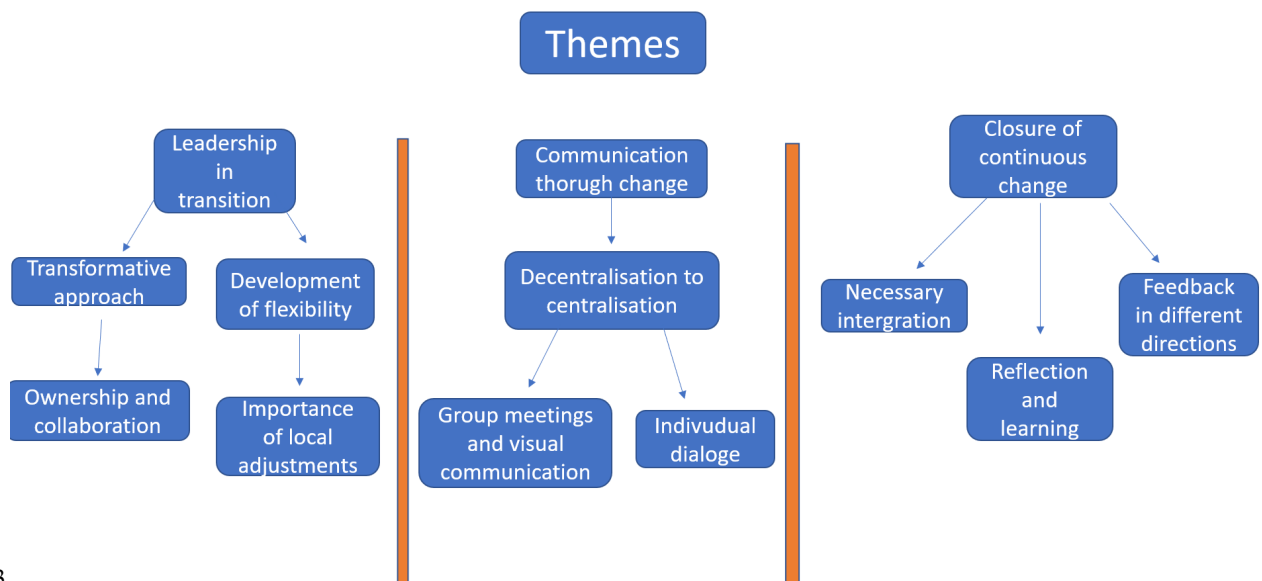 Themes
Leadership
in
transition
Transformative
approach
Development
of flexibility
Ownership and
collaboration
Importance
of local
adjustments
Communication
thorugh change
Decentralisation to
centralisation
Group meetings
and visual
communication
Indivudual
dialoge
Closure of
continuous
change
Necessary
intergration
Feedback
in different
directions
Reflection
and
learning